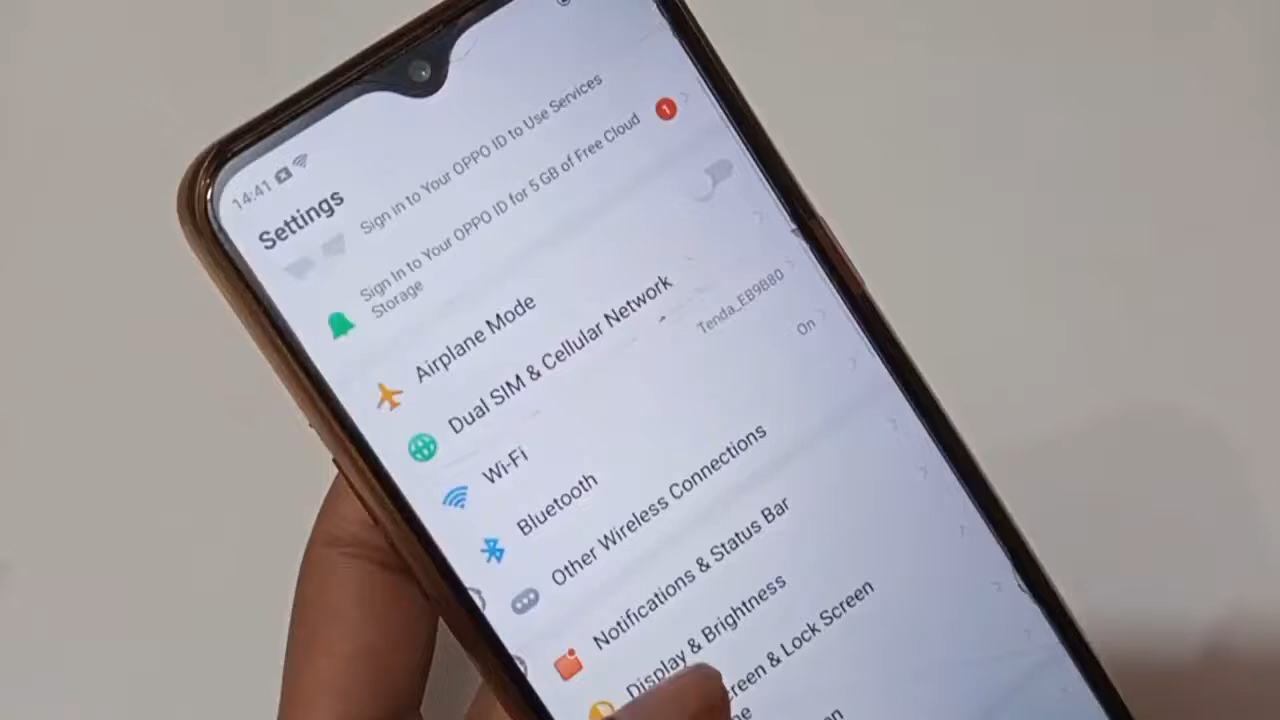 14:41
Settings
Sign in to Your OPPO ID to Use Services
Sign In to Your OPPO ID for 5 GB of Free Cloud
Storage
1
Airplane Mode
Dual SIM & Cellular Network
Wi-Fi
Tenda_EB9B80
Bluetooth
On
Other Wireless Connections
Notifications & Status Bar
Display & Brightness
reen & Lock Screen